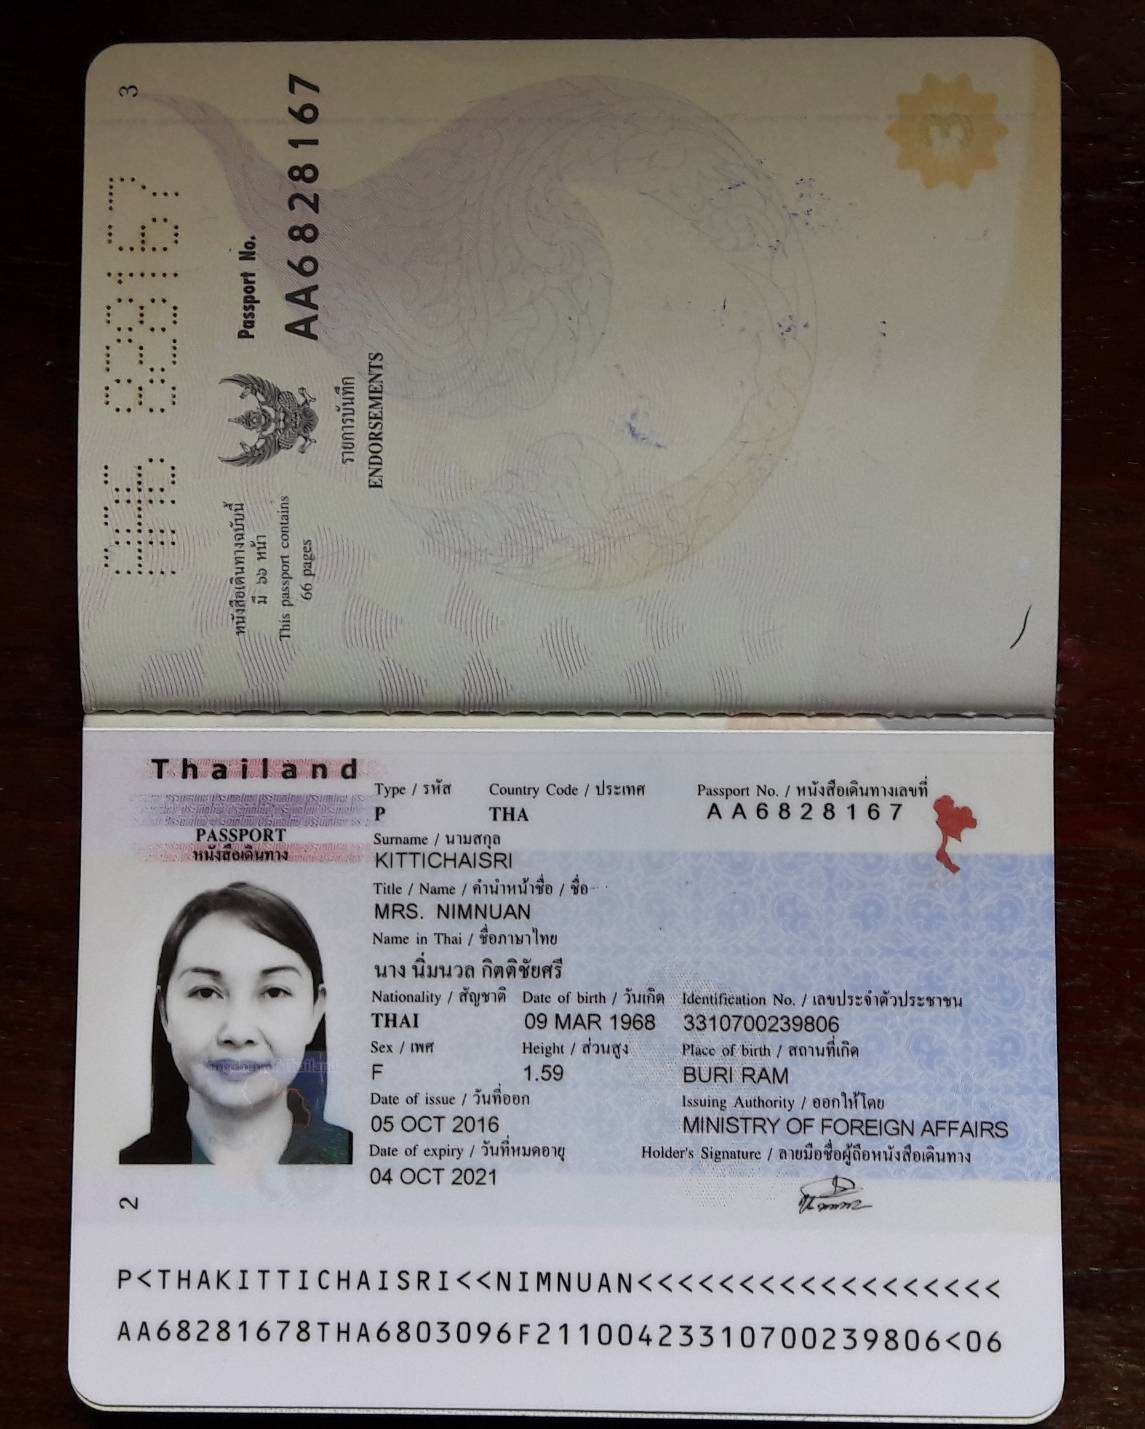 3
AA6828167
หนังสือเดินทางฉบับนี้
มี ๖๖ หน้า
This passport contains
66 pages
Passport No.
AA6828167
รายการบันทึก
ENDORSEMENTS
Thailand
PASSPORT
หนังสือเดินทาง
Type / รหัส Country Code / ประเทศ Passport No. / หนังสือเดินทางเลขที่
P THA AA6828167
Surname / นามสกุล
KITTICHAISRI
Title / Name / คำนำหน้าชื่อ / ชื่อ
MRS. NIMNUAN
Name in Thai / ชื่อภาษาไทย
นาง นิ่มนวล กิตติชัยศรี
Nationality / สัญชาติ Date of birth / วันเกิด Identification No. / เลขประจำตัวประชาชน
THAI 09 MAR 1968 3310700239806
Sex / เพศ Height / ส่วนสูง Place of birth / สถานที่เกิด
F 1.59 BURI RAM
Date of issue / วันที่ออก Issuing Authority / ออกให้โดย
05 OCT 2016 MINISTRY OF FOREIGN AFFAIRS
Date of expiry / วันที่หมดอายุ Holder's Signature / ลายมือชื่อผู้ถือหนังสือเดินทาง
04 OCT 2021
2
P<THAKITTICHAISRI<<NIMNUAN<<<<<<<<<<<<<<<<<<
AA68281678THA6803096F21100423310700239806<06